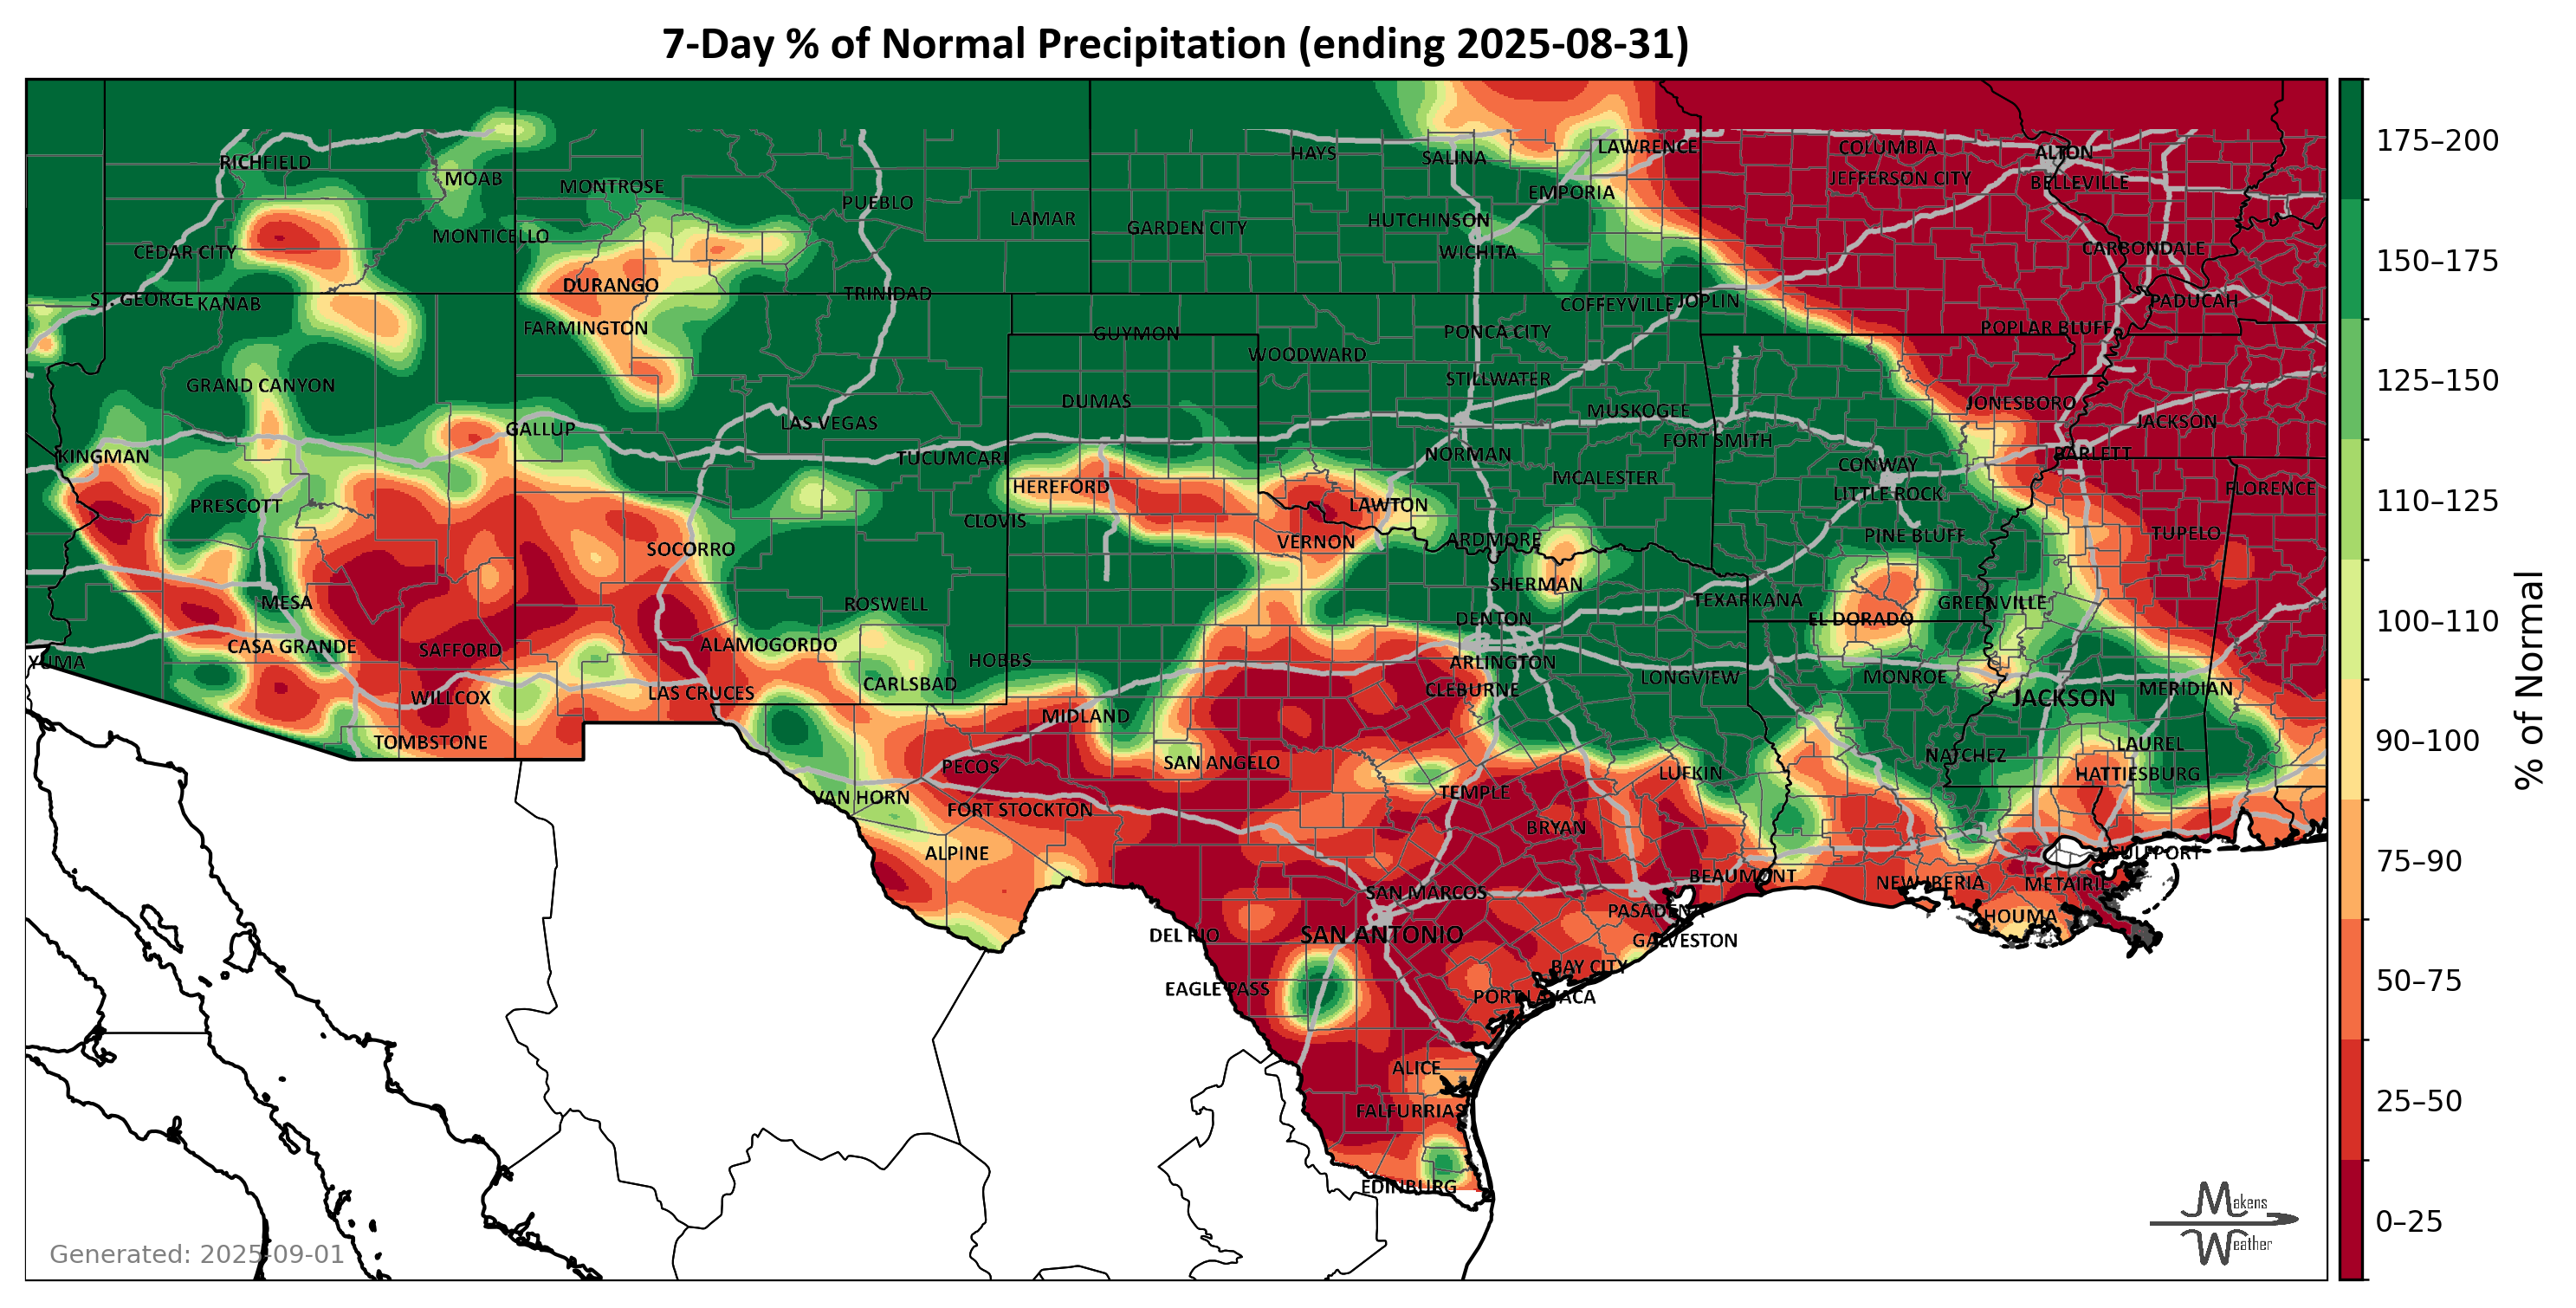 7-Day % of Normal Precipitation (ending 2025-08-31)
RICHFIELD
MOAB
MONTROSE
PUEBLO
LAMAR
HAYS
SALINA
LAWRENCE
COLUMBIA
ALTON
JEFFERSON CITY
BELLEVILLE
EMPORIA
HUTCHINSON
GARDEN CITY
WICHITA
CEDAR CITY
MONTICELLO
CARBONDALE
DURANGO
TRINIDAD
ST. GEORGE
KANAB
COFFEYVILLE
JOPLIN
PADUCAH
FARMINGTON
GUYMON
PONCA CITY
POPLAR BLUFF
WOODWARD
GRAND CANYON
STILLWATER
DUMAS
MUSKOGEE
JONESBORO
JACKSON
GALLUP
LAS VEGAS
FORT SMITH
KINGMAN
TUCUMCARI
NORMAN
BARLETT
CONWAY
HEREFORD
MCALESTER
LITTLE ROCK
FLORENCE
PRESCOTT
LAWTON
CLOVIS
PINE BLUFF
TUPELO
SOCORRO
VERNON
ARDMORE
SHERMAN
MESA
ROSWELL
TEXARKANA
GREENVILLE
DENTON
EL DORADO
CASA GRANDE
SAFFORD
ALAMOGORDO
HOBBS
ARLINGTON
YUMA
CARLSBAD
CLEBURNE
LONGVIEW
MONROE
MERIDIAN
WILLCOX
LAS CRUCES
JACKSON
MIDLAND
TOMBSTONE
LAUREL
NATCHEZ
PECOS
SAN ANGELO
LUFKIN
HATTIESBURG
VAN HORN
FORT STOCKTON
TEMPLE
BRYAN
ALPINE
GULFPORT
BEAUMONT
NEW IBERIA
METAIRIE
SAN MARCOS
PASADENA
HOUMA
DEL RIO
SAN ANTONIO
GALVESTON
BAY CITY
EAGLE PASS
PORT LAVACA
ALICE
FALFURRIAS
EDINBURG
Generated: 2025-09-01
Makens
Weather
175–200
150–175
125–150
110–125
100–110
90–100
75–90
50–75
25–50
0–25
% of Normal